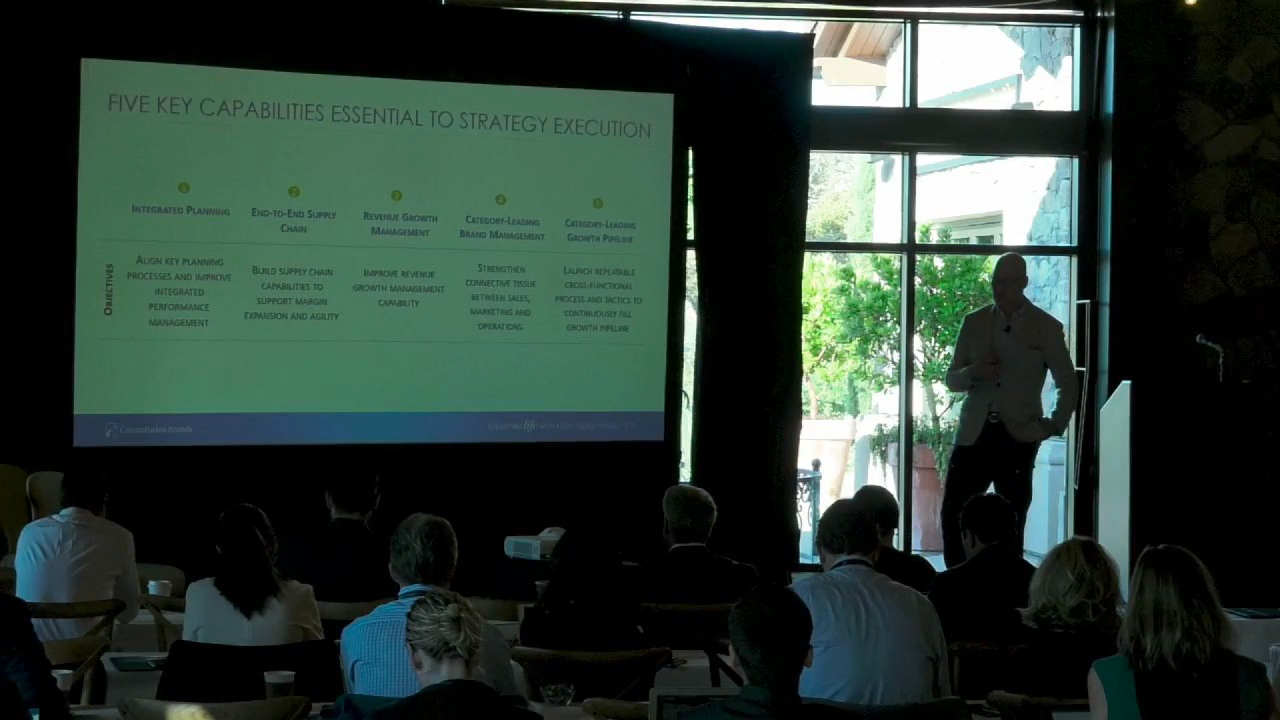 FIVE KEY CAPABILITIES ESSENTIAL TO STRATEGY EXECUTION
1
INTEGRATED PLANNING
2
END-TO-END SUPPLY
CHAIN
3
REVENUE GROWTH
MANAGEMENT
4
CATEGORY-LEADING
BRAND MANAGEMENT
5
CATEGORY-LEADING
GROWTH PIPELINE
OBJECTIVES
ALIGN KEY PLANNING
PROCESSES AND IMPROVE
INTEGRATED
PERFORMANCE
MANAGEMENT
BUILD SUPPLY CHAIN
CAPABILITIES TO
SUPPORT MARGIN
EXPANSION AND AGILITY
IMPROVE REVENUE
GROWTH MANAGEMENT
CAPABILITY
STRENGTHEN
CONNECTIVE TISSUE
BETWEEN SALES,
MARKETING AND
OPERATIONS
LAUNCH REPEATABLE
CROSS-FUNCTIONAL
PROCESS AND TACTICS TO
CONTINUOUSLY FILL
GROWTH PIPELINE
Constellation Brands
life